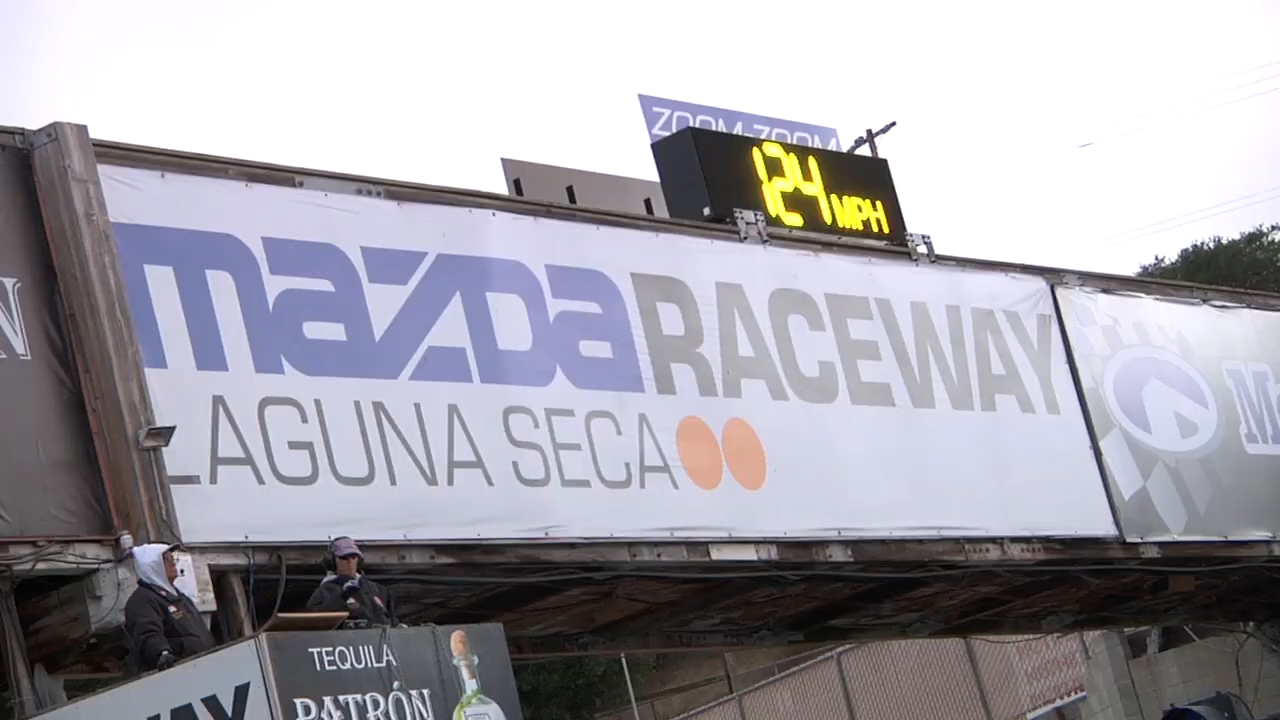 ZOOM-ZOOM
124 MPH
mazda RACEWAY
LAGUNA SECA
TEQUILA
PATRÓN